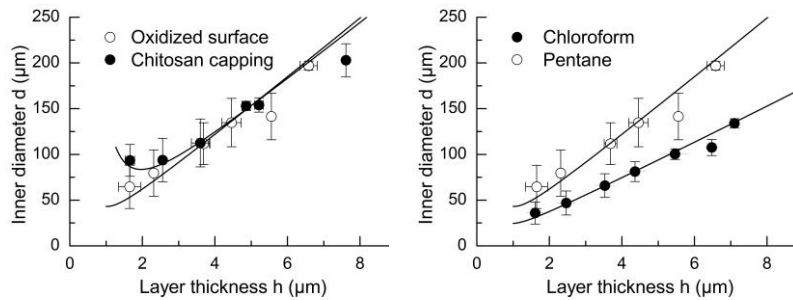 Inner diameter d (µm)
250
200
150
100
50
0
Oxidized surface
Chitosan capping
0 2 4 6 8
Layer thickness h (µm)
Inner diameter d (µm)
250
200
150
100
50
0
Chloroform
Pentane
0 2 4 6 8
Layer thickness h (µm)